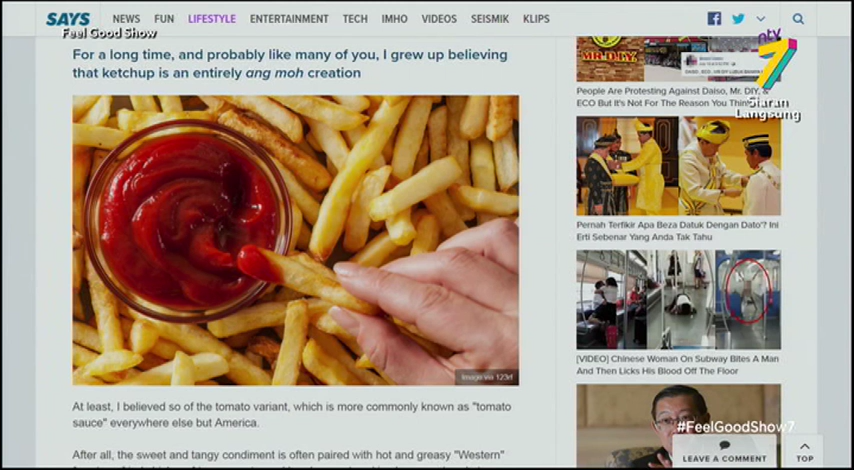 SAYS NEWS FUN LIFESTYLE ENTERTAINMENT TECH IMHO VIDEOS SEISMIK KLIPS
Feel Good Show
ntv
7
Siaran
Langsung
For a long time, and probably like many of you, I grew up believing
that ketchup is an entirely ang moh creation
Image via 123rf
At least, I believed so of the tomato variant, which is more commonly known as "tomato
sauce" everywhere else but America.
After all, the sweet and tangy condiment is often paired with hot and greasy "Western"
MR.D.I.Y.
People Are Protesting Against Daiso, Mr. DIY, &
ECO But It's Not For The Reason You Thin
Pernah Terfikir Apa Beza Datuk Dengan Dato'? Ini
Erti Sebenar Yang Anda Tak Tahu
[VIDEO] Chinese Woman On Subway Bites A Man
And Then Licks His Blood Off The Floor
#FeelGoodShow7
LEAVE A COMMENT
TOP